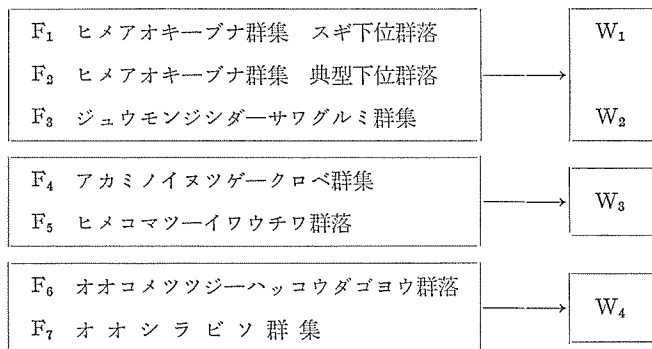 F₁ ヒメアオキーブナ群集 スギ下位群落
W₁
F₂ ヒメアオキーブナ群集 典型下位群落
F₃ ジュウモンジシダ―サワグルミ群集
W₂
F₄ アカミノイヌツゲークロベ群集
W₃
F₅ ヒメコマツーイワウチワ群落
F₆ オオコメツツジーハッコウダゴヨウ群落
W₄
F₇ オオシラビソ群集